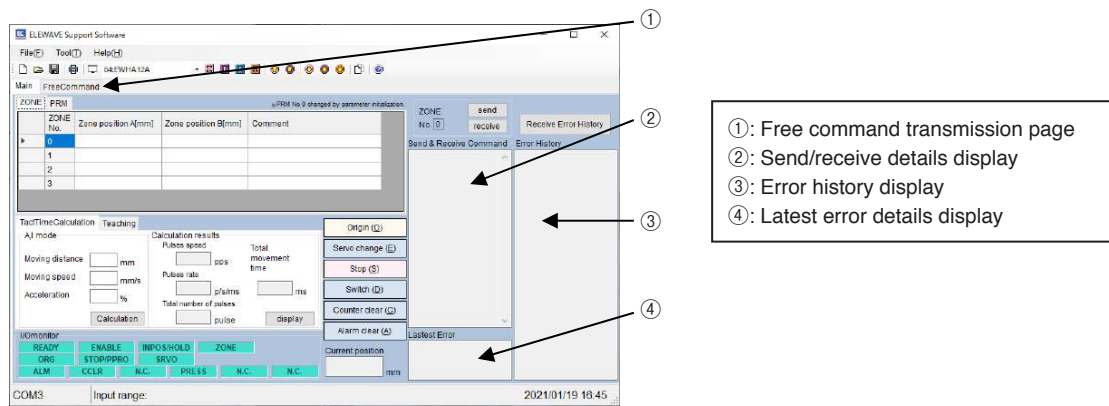 ①
ELEWAVE Support Software
File(F) Tool(T) Help(H)
64:EWHA12A
Main FreeCommand
ZONE PRM
※PRM No.0 changed by parameter initialization
ZONE No. Zone position A[mm] Zone position B[mm] Comment
0
1
2
3
ZONE No. 0 send
receive
Receive Error History
Send & Receive Command Error History
②
③
④
①: Free command transmission page
②: Send/receive details display
③: Error history display
④: Latest error details display
TactTimeCalculation Teaching
A,I mode
Moving distance mm
Moving speed mm/s
Acceleration %
Calculation
Calculation results
Pulses speed
pps
Pulses rate
p/s/ms
Total number of pulses
pulse
Total movement time
ms
display
Origin (O)
Servo change (E)
Stop (S)
Switch (D)
Counter clear (C)
Alarm clear (A)
Lastest Error
Current position
mm
I/Omonitor
READY ENABLE INPOS/HOLD ZONE
ORG STOP/PPRO SRVO
ALM CCLR N.C. PRESS N.C. N.C.
COM3 Input range: 2021/01/19 16:45